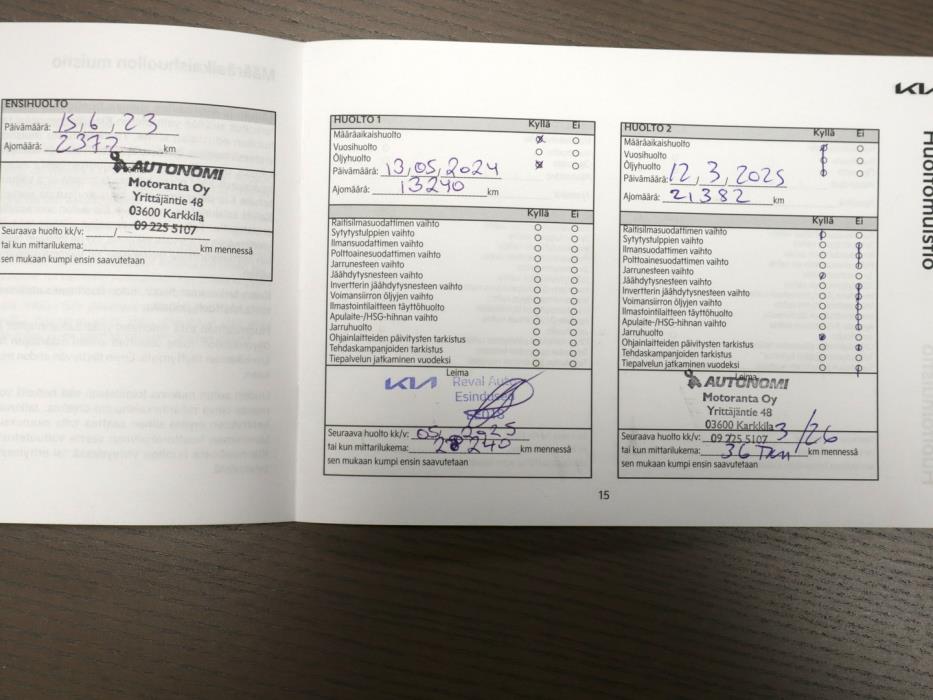 ENSIHUOLTO
Päivämäärä: 15,6,23
Ajomäärä: 2372 km
AUTONOMI
Motoranta Oy
Yrittäjäntie 48
03600 Karkkila
09 225 5107
Seuraava huolto kk/v: /
tai kun mittarilukema: km mennessä
sen mukaan kumpi ensin saavutetaan
HUOLTO 1
Kyllä Ei
Määräaikaishuolto
Vuosihuolto
Öljyhuolto
Päivämäärä: 13,05,2024
Ajomäärä: 13240 km
Kyllä Ei
Raitisilmasuodattimen vaihto
Sytytystulppien vaihto
Ilmansuodattimen vaihto
Polttoainesuodattimen vaihto
Jarrunesteen vaihto
Jäähdytysnesteen vaihto
Invertterin jäähdytysnesteen vaihto
Voimansiirron öljyjen vaihto
Ilmastointilaitteen täyttöhuolto
Apulaite-/HSG-hihnan vaihto
Jarruhuolto
Ohjainlaitteiden päivitysten tarkistus
Tehdaskampanjoiden tarkistus
Tiepalvelun jatkaminen vuodeksi
Leima
KIA Reval Auto
Esindused
Seuraava huolto kk/v: 05, 2025
tai kun mittarilukema: 28240 km mennessä
sen mukaan kumpi ensin saavutetaan
15
KIA
HUOLTO 2
Kyllä Ei
Määräaikaishuolto
Vuosihuolto
Öljyhuolto
Päivämäärä: 12,3,2025
Ajomäärä: 21382 km
Kyllä Ei
Raitisilmasuodattimen vaihto
Sytytystulppien vaihto
Ilmansuodattimen vaihto
Polttoainesuodattimen vaihto
Jarrunesteen vaihto
Jäähdytysnesteen vaihto
Invertterin jäähdytysnesteen vaihto
Voimansiirron öljyjen vaihto
Ilmastointilaitteen täyttöhuolto
Apulaite-/HSG-hihnan vaihto
Jarruhuolto
Ohjainlaitteiden päivitysten tarkistus
Tehdaskampanjoiden tarkistus
Tiepalvelun jatkaminen vuodeksi
Leima
AUTONOMI
Motoranta Oy
Yrittäjäntie 48
03600 Karkkila
09 225 5107
Seuraava huolto kk/v: 3/26
tai kun mittarilukema: 36 Tkm km mennessä
sen mukaan kumpi ensin saavutetaan